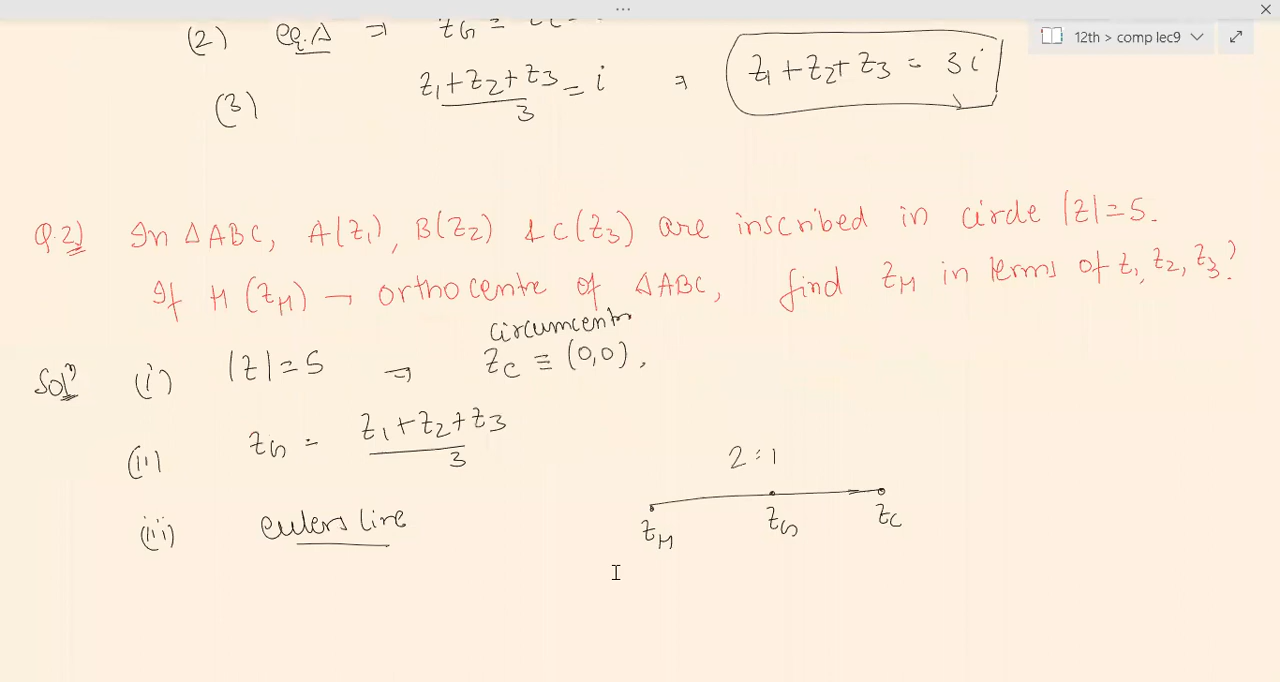 12th > comp lec9
(2) eq.Δ ⇒ z_G ≡
(3) z₁+z₂+z₃/3 = i ⇒ z₁+z₂+z₃ = 3i
Q.2) In ΔABC, A(z₁), B(z₂) & C(z₃) are inscribed in circle |z|=5.
If H(z_H) → orthocentre of ΔABC, find z_H in terms of z₁, z₂, z₃?
circumcentr
Solⁿ (i) |z|=5 ⇒ z_C ≡ (0,0),
(ii) z_G = z₁+z₂+z₃/3
2:1
(iii) eulers line
z_H z_G z_C